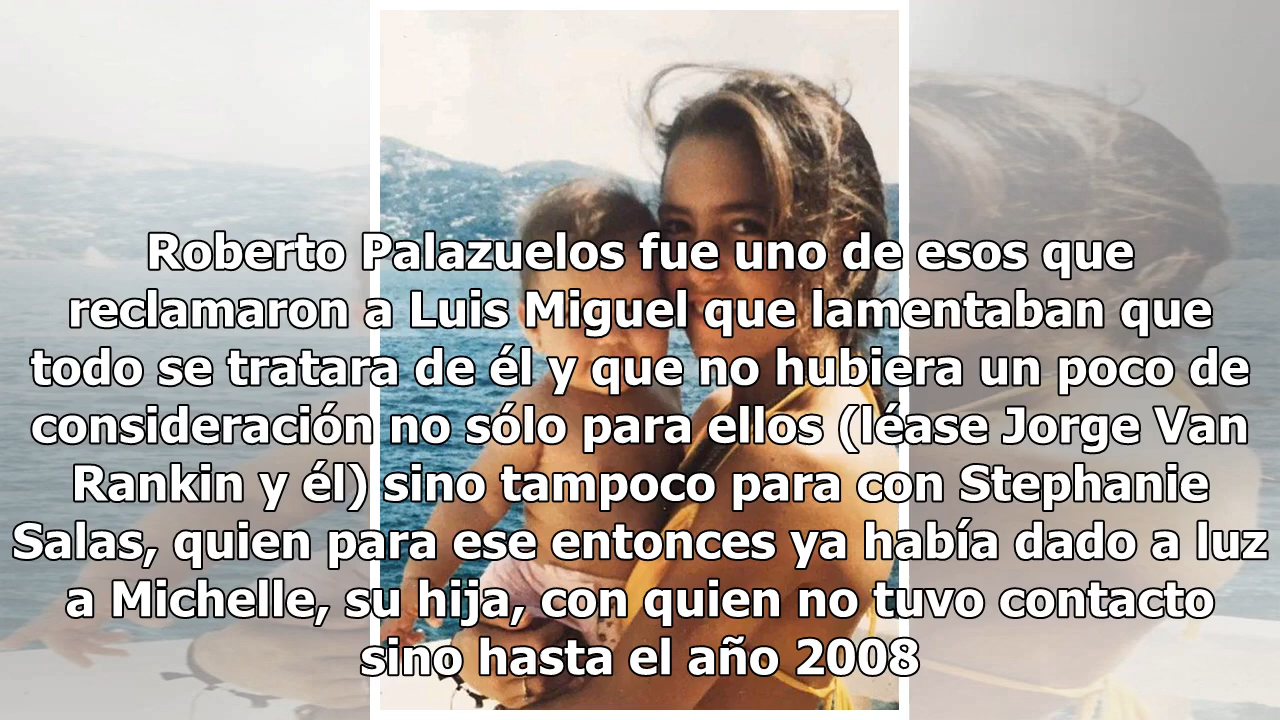 Roberto Palazuelos fue uno de esos que
reclamaron a Luis Miguel que lamentaban que
todo se tratara de él y que no hubiera un poco de
consideración no sólo para ellos (léase Jorge Van
Rankin y él) sino tampoco para con Stephanie
Salas, quien para ese entonces ya había dado a luz
a Michelle, su hija, con quien no tuvo contacto
sino hasta el año 2008